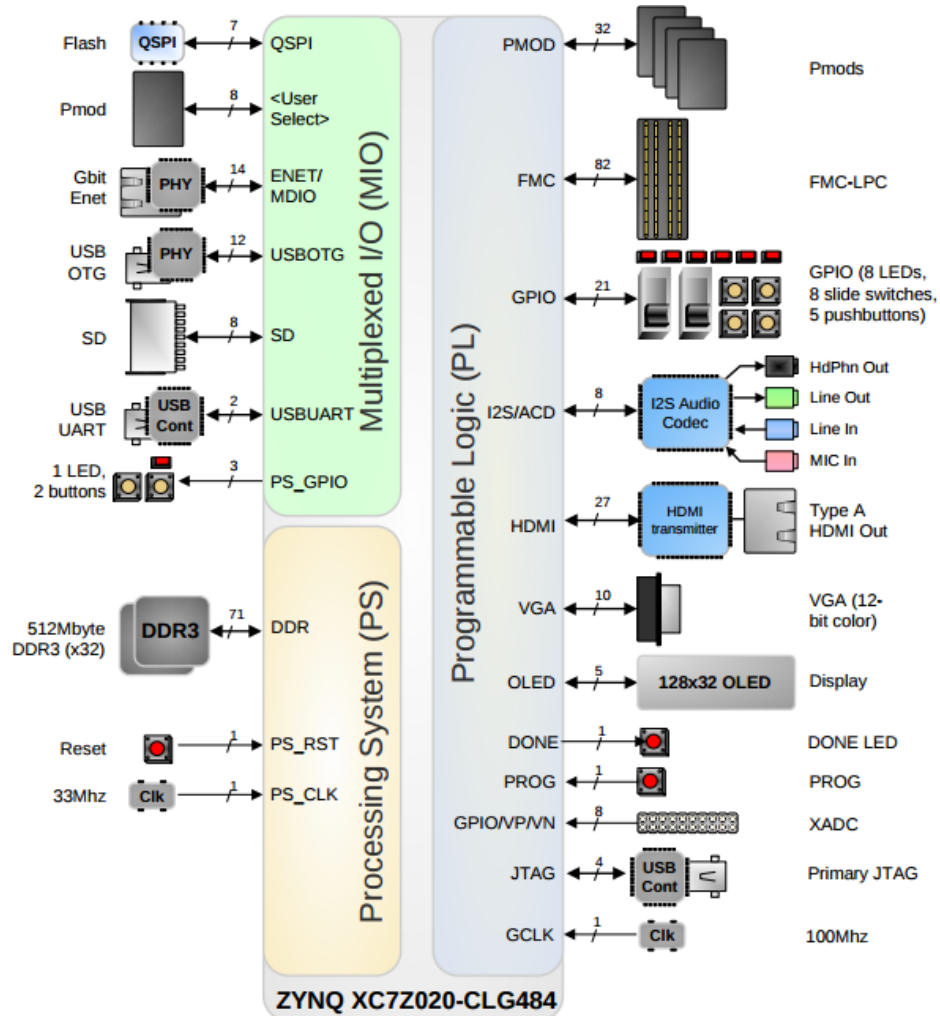 Flash
QSPI
7
QSPI
Pmod
8
<User
Select>
Gbit
Enet
PHY
14
ENET/
MDIO
USB
OTG
PHY
12
USBOTG
SD
8
SD
USB
UART
USB
Cont
2
USBUART
1 LED,
2 buttons
3
PS_GPIO
Multiplexed I/O (MIO)
512Mbyte
DDR3 (x32)
DDR3
71
DDR
Reset
1
PS_RST
33Mhz
Clk
1
PS_CLK
Processing System (PS)
Programmable Logic (PL)
PMOD
32
Pmods
FMC
82
FMC-LPC
GPIO
21
GPIO (8 LEDs,
8 slide switches,
5 pushbuttons)
I2S/ACD
8
I2S Audio
Codec
HdPhn Out
Line Out
Line In
MIC In
HDMI
27
HDMI
transmitter
Type A
HDMI Out
VGA
10
VGA (12-
bit color)
OLED
5
128x32 OLED
Display
DONE
1
DONE LED
PROG
1
PROG
GPIO/VP/VN
8
XADC
JTAG
4
USB
Cont
Primary JTAG
GCLK
1
Clk
100Mhz
ZYNQ XC7Z020-CLG484